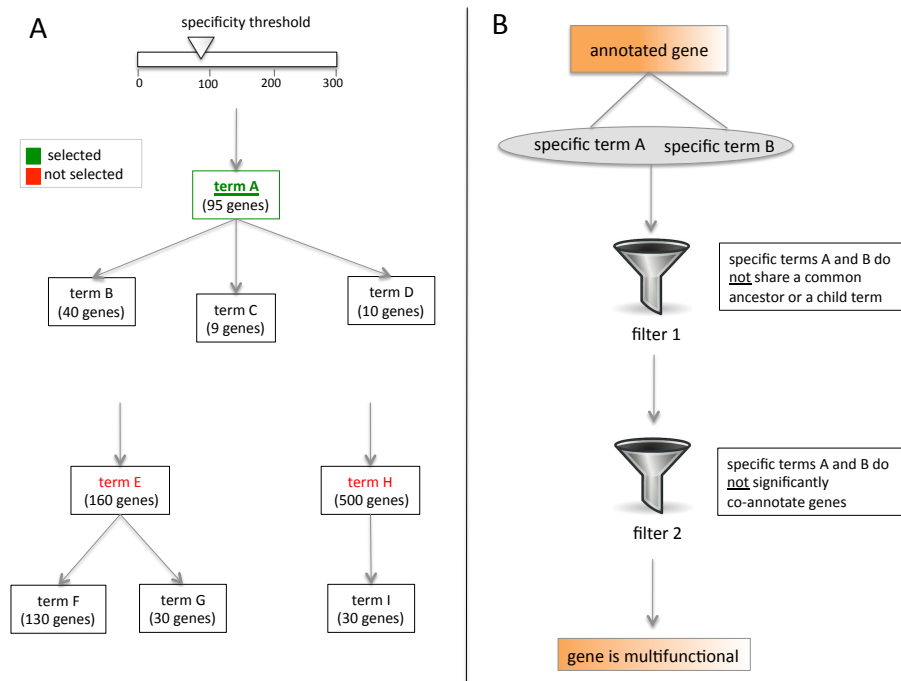 A
specificity threshold
0 100 200 300
selected
not selected
term A
(95 genes)
term B
(40 genes)
term C
(9 genes)
term D
(10 genes)
term E
(160 genes)
term H
(500 genes)
term F
(130 genes)
term G
(30 genes)
term I
(30 genes)
B
annotated gene
specific term A specific term B
specific terms A and B do
not share a common
ancestor or a child term
filter 1
specific terms A and B do
not significantly
co-annotate genes
filter 2
gene is multifunctional